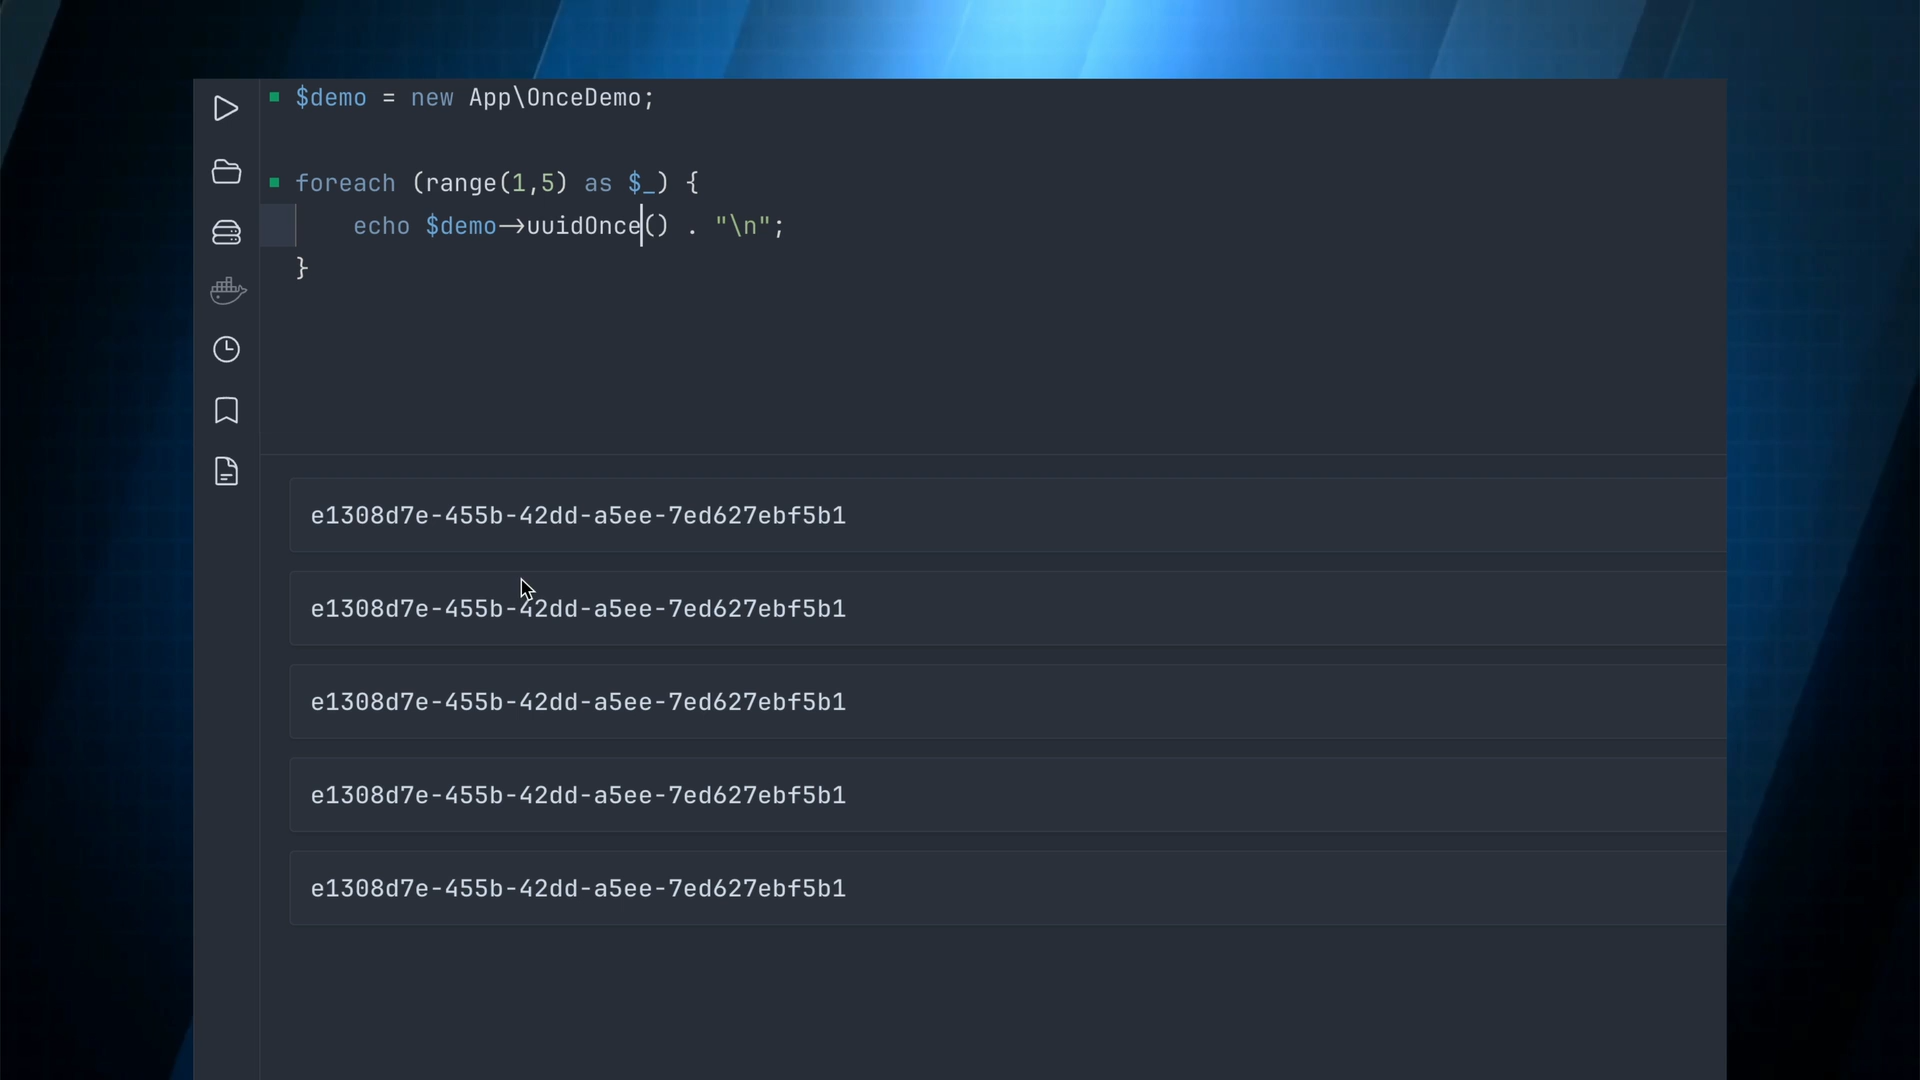 $demo = new App\OnceDemo;
foreach (range(1,5) as $_) {
    echo $demo->uuidOnce() . "\n";
}
e1308d7e-455b-42dd-a5ee-7ed627ebf5b1
e1308d7e-455b-42dd-a5ee-7ed627ebf5b1
e1308d7e-455b-42dd-a5ee-7ed627ebf5b1
e1308d7e-455b-42dd-a5ee-7ed627ebf5b1
e1308d7e-455b-42dd-a5ee-7ed627ebf5b1